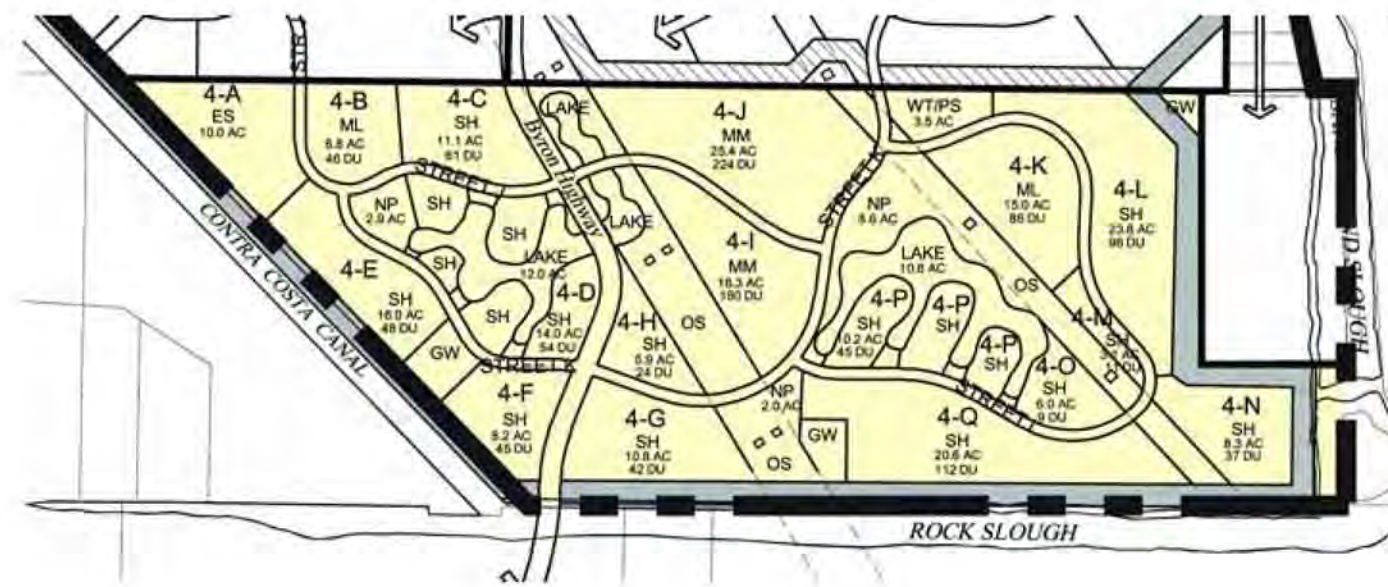 4-A
ES
10.0 AC
4-B
ML
6.8 AC
46 DU
4-C
SH
11.1 AC
61 DU
LAKE
Byron Highway
4-J
MM
25.4 AC
224 DU
WT/PS
3.5 AC
GW
4-K
ML
15.0 AC
86 DU
4-L
SH
23.8 AC
98 DU
STREET
NP
2.9 AC
SH
SH
LAKE
12.0 AC
SH
SH
LAKE
4-I
MM
18.3 AC
180 DU
STREET K
NP
8.6 AC
LAKE
10.8 AC
OS
4-E
SH
16.0 AC
48 DU
GW
STREET K
4-D
SH
14.0 AC
54 DU
4-H
SH
5.9 AC
24 DU
OS
4-P
SH
10.2 AC
45 DU
4-P
SH
4-P
SH
4-M
SH
11 DU
4-O
SH
6.0 AC
9 DU
STREET
4-F
SH
8.2 AC
45 DU
4-G
SH
10.8 AC
42 DU
NP
2.0 AC
OS
GW
4-Q
SH
20.6 AC
112 DU
4-N
SH
8.3 AC
37 DU
CONTRA COSTA CANAL
ROCK SLOUGH
SLOUGH